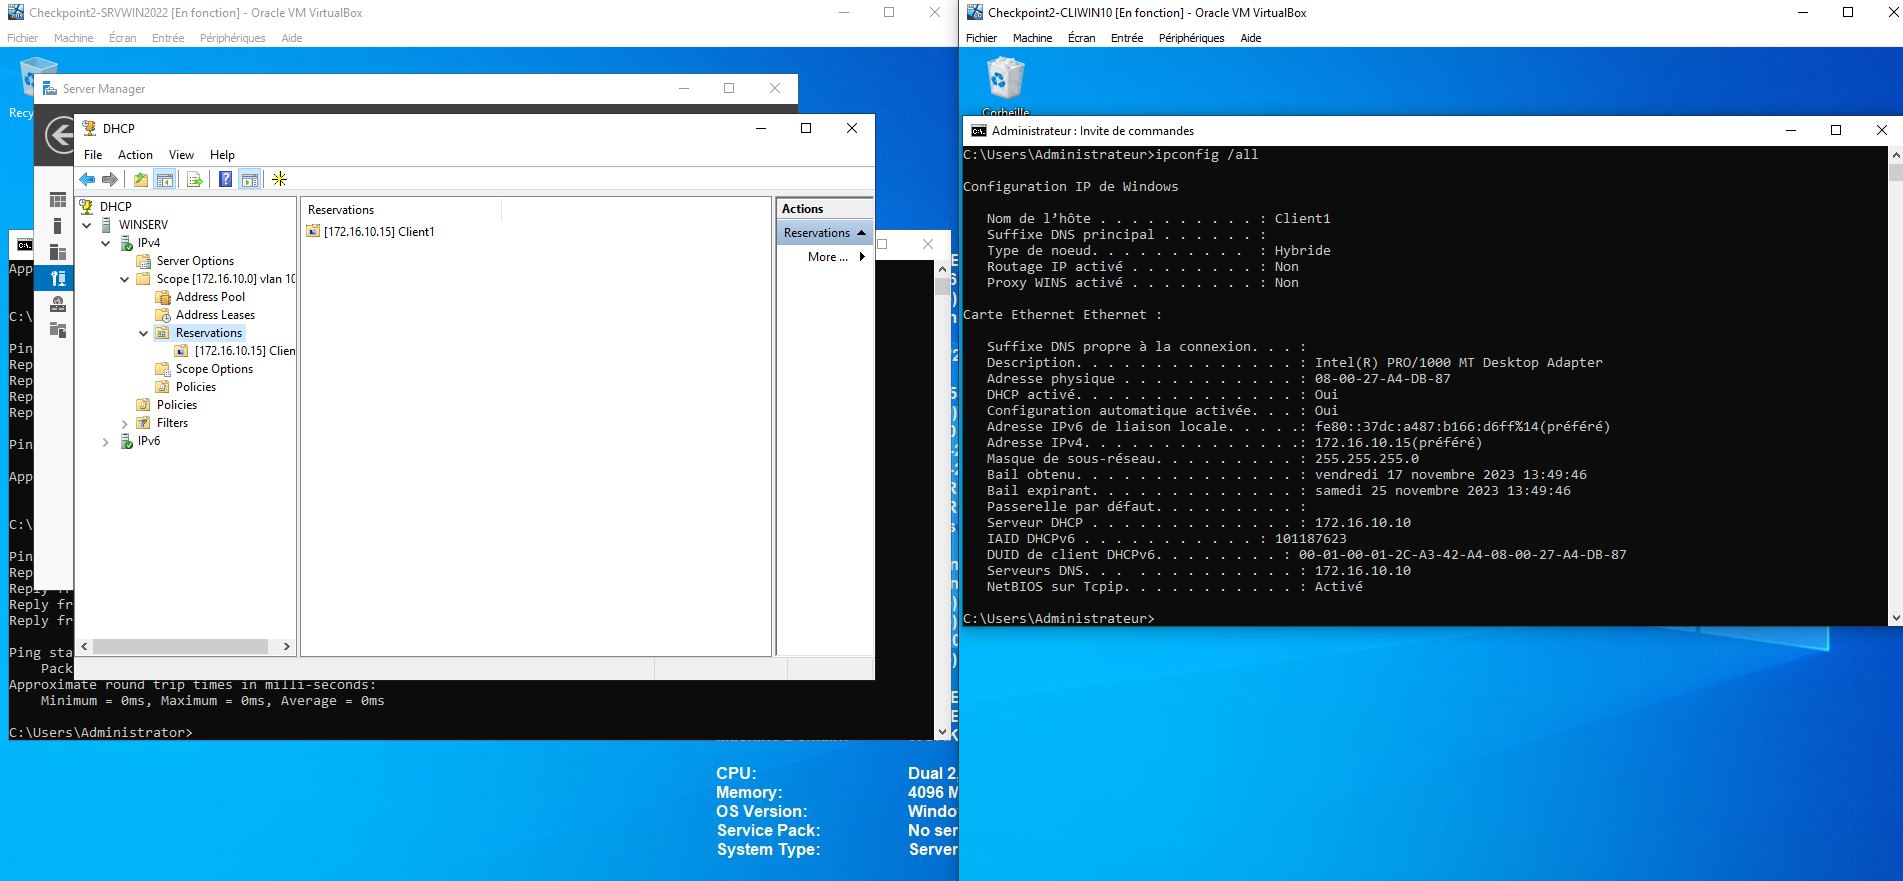 Checkpoint2-SRVWIN2022 [En fonction] - Oracle VM VirtualBox
Fichier Machine Écran Entrée Périphériques Aide
Recy
Server Manager
DHCP
File Action View Help
DHCP
WINSERV
IPv4
Server Options
Scope [172.16.10.0] vlan 10
Address Pool
Address Leases
Reservations
[172.16.10.15] Clien
Scope Options
Policies
Policies
Filters
IPv6
Reservations
[172.16.10.15] Client1
Actions
Reservations
More ...
App
C:\
Pin
Rep
Rep
Rep
Rep
Pin
App
C:\
Pin
Rep
Reply fr
Reply fr
Reply fr
Ping sta
Pack
Approximate round trip times in milli-seconds:
Minimum = 0ms, Maximum = 0ms, Average = 0ms
C:\Users\Administrator>
CPU: Dual 2
Memory: 4096 M
OS Version: Windo
Service Pack: No ser
System Type: Server
Checkpoint2-CLIWIN10 [En fonction] - Oracle VM VirtualBox
Fichier Machine Écran Entrée Périphériques Aide
Corbeille
Administrateur : Invite de commandes
C:\Users\Administrateur>ipconfig /all
Configuration IP de Windows
Nom de l’hôte . . . . . . . . . . : Client1
Suffixe DNS principal . . . . . . :
Type de noeud. . . . . . . . . . : Hybride
Routage IP activé . . . . . . . . : Non
Proxy WINS activé . . . . . . . . : Non
Carte Ethernet Ethernet :
Suffixe DNS propre à la connexion. . . :
Description. . . . . . . . . . . . . . : Intel(R) PRO/1000 MT Desktop Adapter
Adresse physique . . . . . . . . . . . : 08-00-27-A4-DB-87
DHCP activé. . . . . . . . . . . . . . : Oui
Configuration automatique activée. . . : Oui
Adresse IPv6 de liaison locale. . . . .: fe80::37dc:a487:b166:d6ff%14(préféré)
Adresse IPv4. . . . . . . . . . . . . .: 172.16.10.15(préféré)
Masque de sous-réseau. . . . . . . . . : 255.255.255.0
Bail obtenu. . . . . . . . . . . . . . : vendredi 17 novembre 2023 13:49:46
Bail expirant. . . . . . . . . . . . . : samedi 25 novembre 2023 13:49:46
Passerelle par défaut. . . . . . . . . :
Serveur DHCP . . . . . . . . . . . . . : 172.16.10.10
IAID DHCPv6 . . . . . . . . . . . : 101187623
DUID de client DHCPv6. . . . . . . . : 00-01-00-01-2C-A3-42-A4-08-00-27-A4-DB-87
Serveurs DNS. . . . . . . . . . . . . : 172.16.10.10
NetBIOS sur Tcpip. . . . . . . . . . . : Activé
C:\Users\Administrateur>